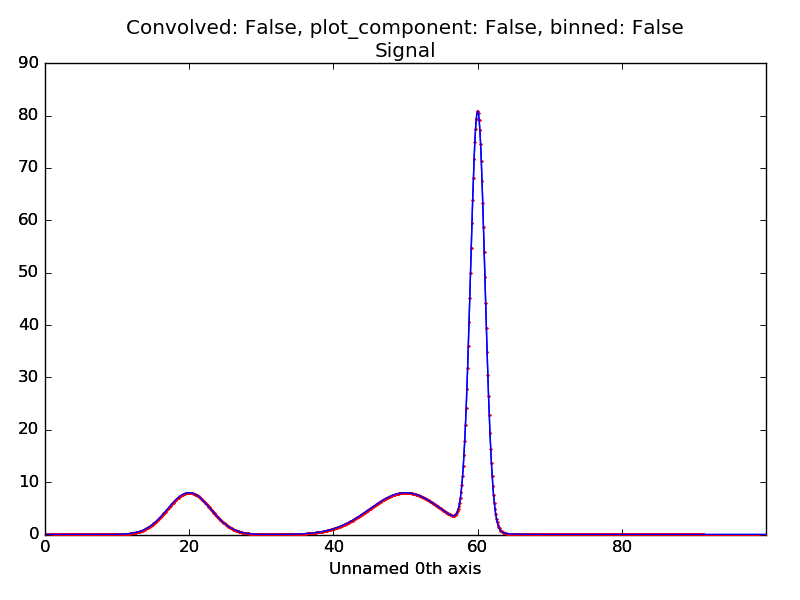 Convolved: False, plot_component: False, binned: False
Signal
90
80
70
60
50
40
30
20
10
0
0 20 40 60 80
Unnamed 0th axis